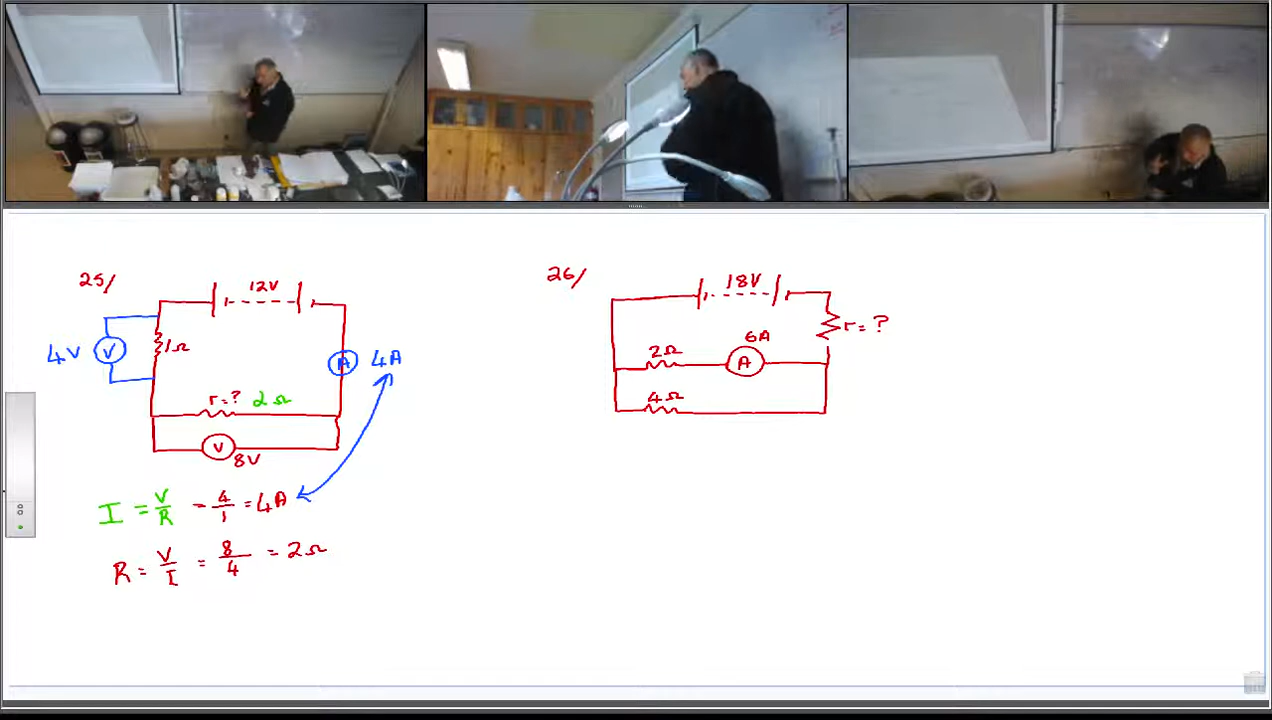 25/
12V
4V
V
1Ω
A
4A
r = ?
2Ω
V
8V
I = V/R = 4/1 = 4A
R = V/I = 8/4 = 2Ω
26/
18V
r = ?
6A
2Ω
A
4Ω